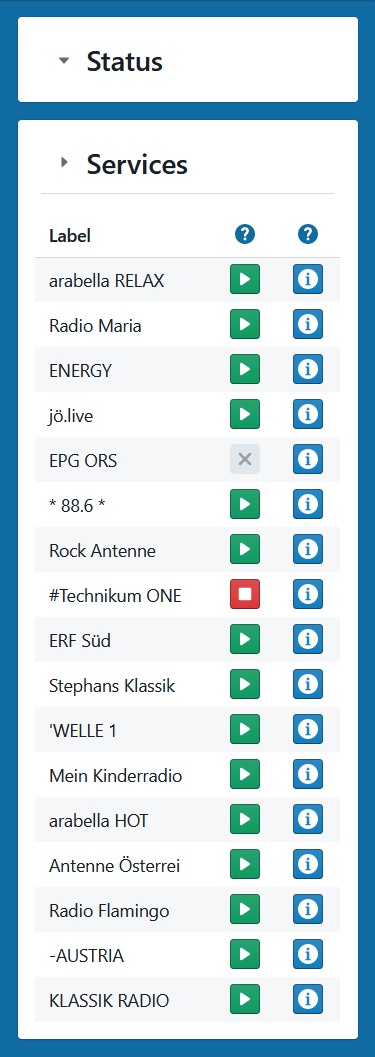 Status
Services
Label ? ?
arabella RELAX
Radio Maria
ENERGY
jö.live
EPG ORS
* 88.6 *
Rock Antenne
#Technikum ONE
ERF Süd
Stephans Klassik
'WELLE 1
Mein Kinderradio
arabella HOT
Antenne Österrei
Radio Flamingo
-AUSTRIA
KLASSIK RADIO